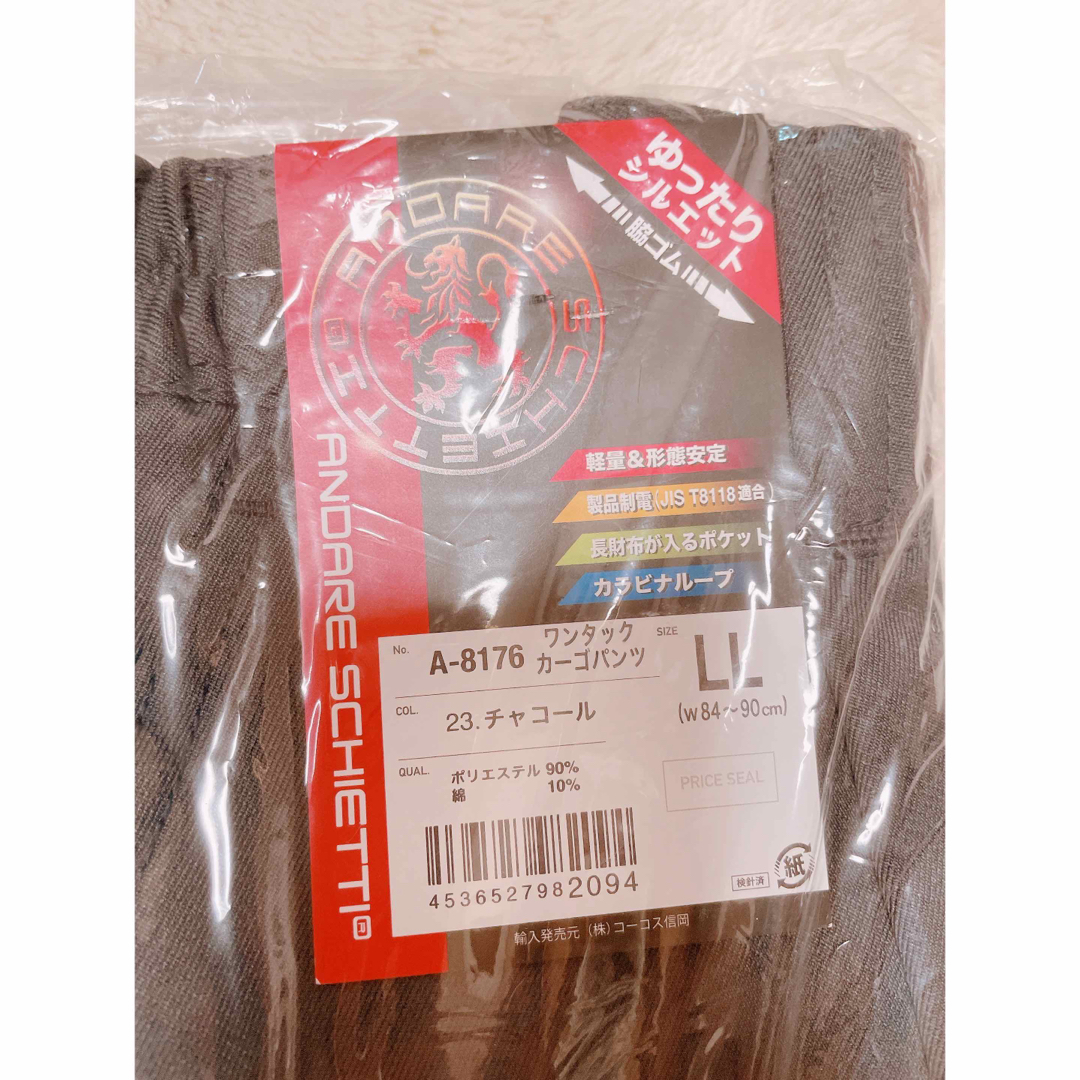 ゆったり
シルエット
脇ゴム
ANDARE SCHIETTI
軽量&形態安定
製品制電(JIS T8118適合)
長財布が入るポケット
カラビナループ
ANDARE SCHIETTI®
No. A-8176 ワンタック
カーゴパンツ
SIZE LL
(w84~90cm)
COL. 23.チャコール
QUAL. ポリエステル 90%
綿 10%
PRICE SEAL
4536527982094
検針済
紙
輸入発売元 (株)コーコス信岡